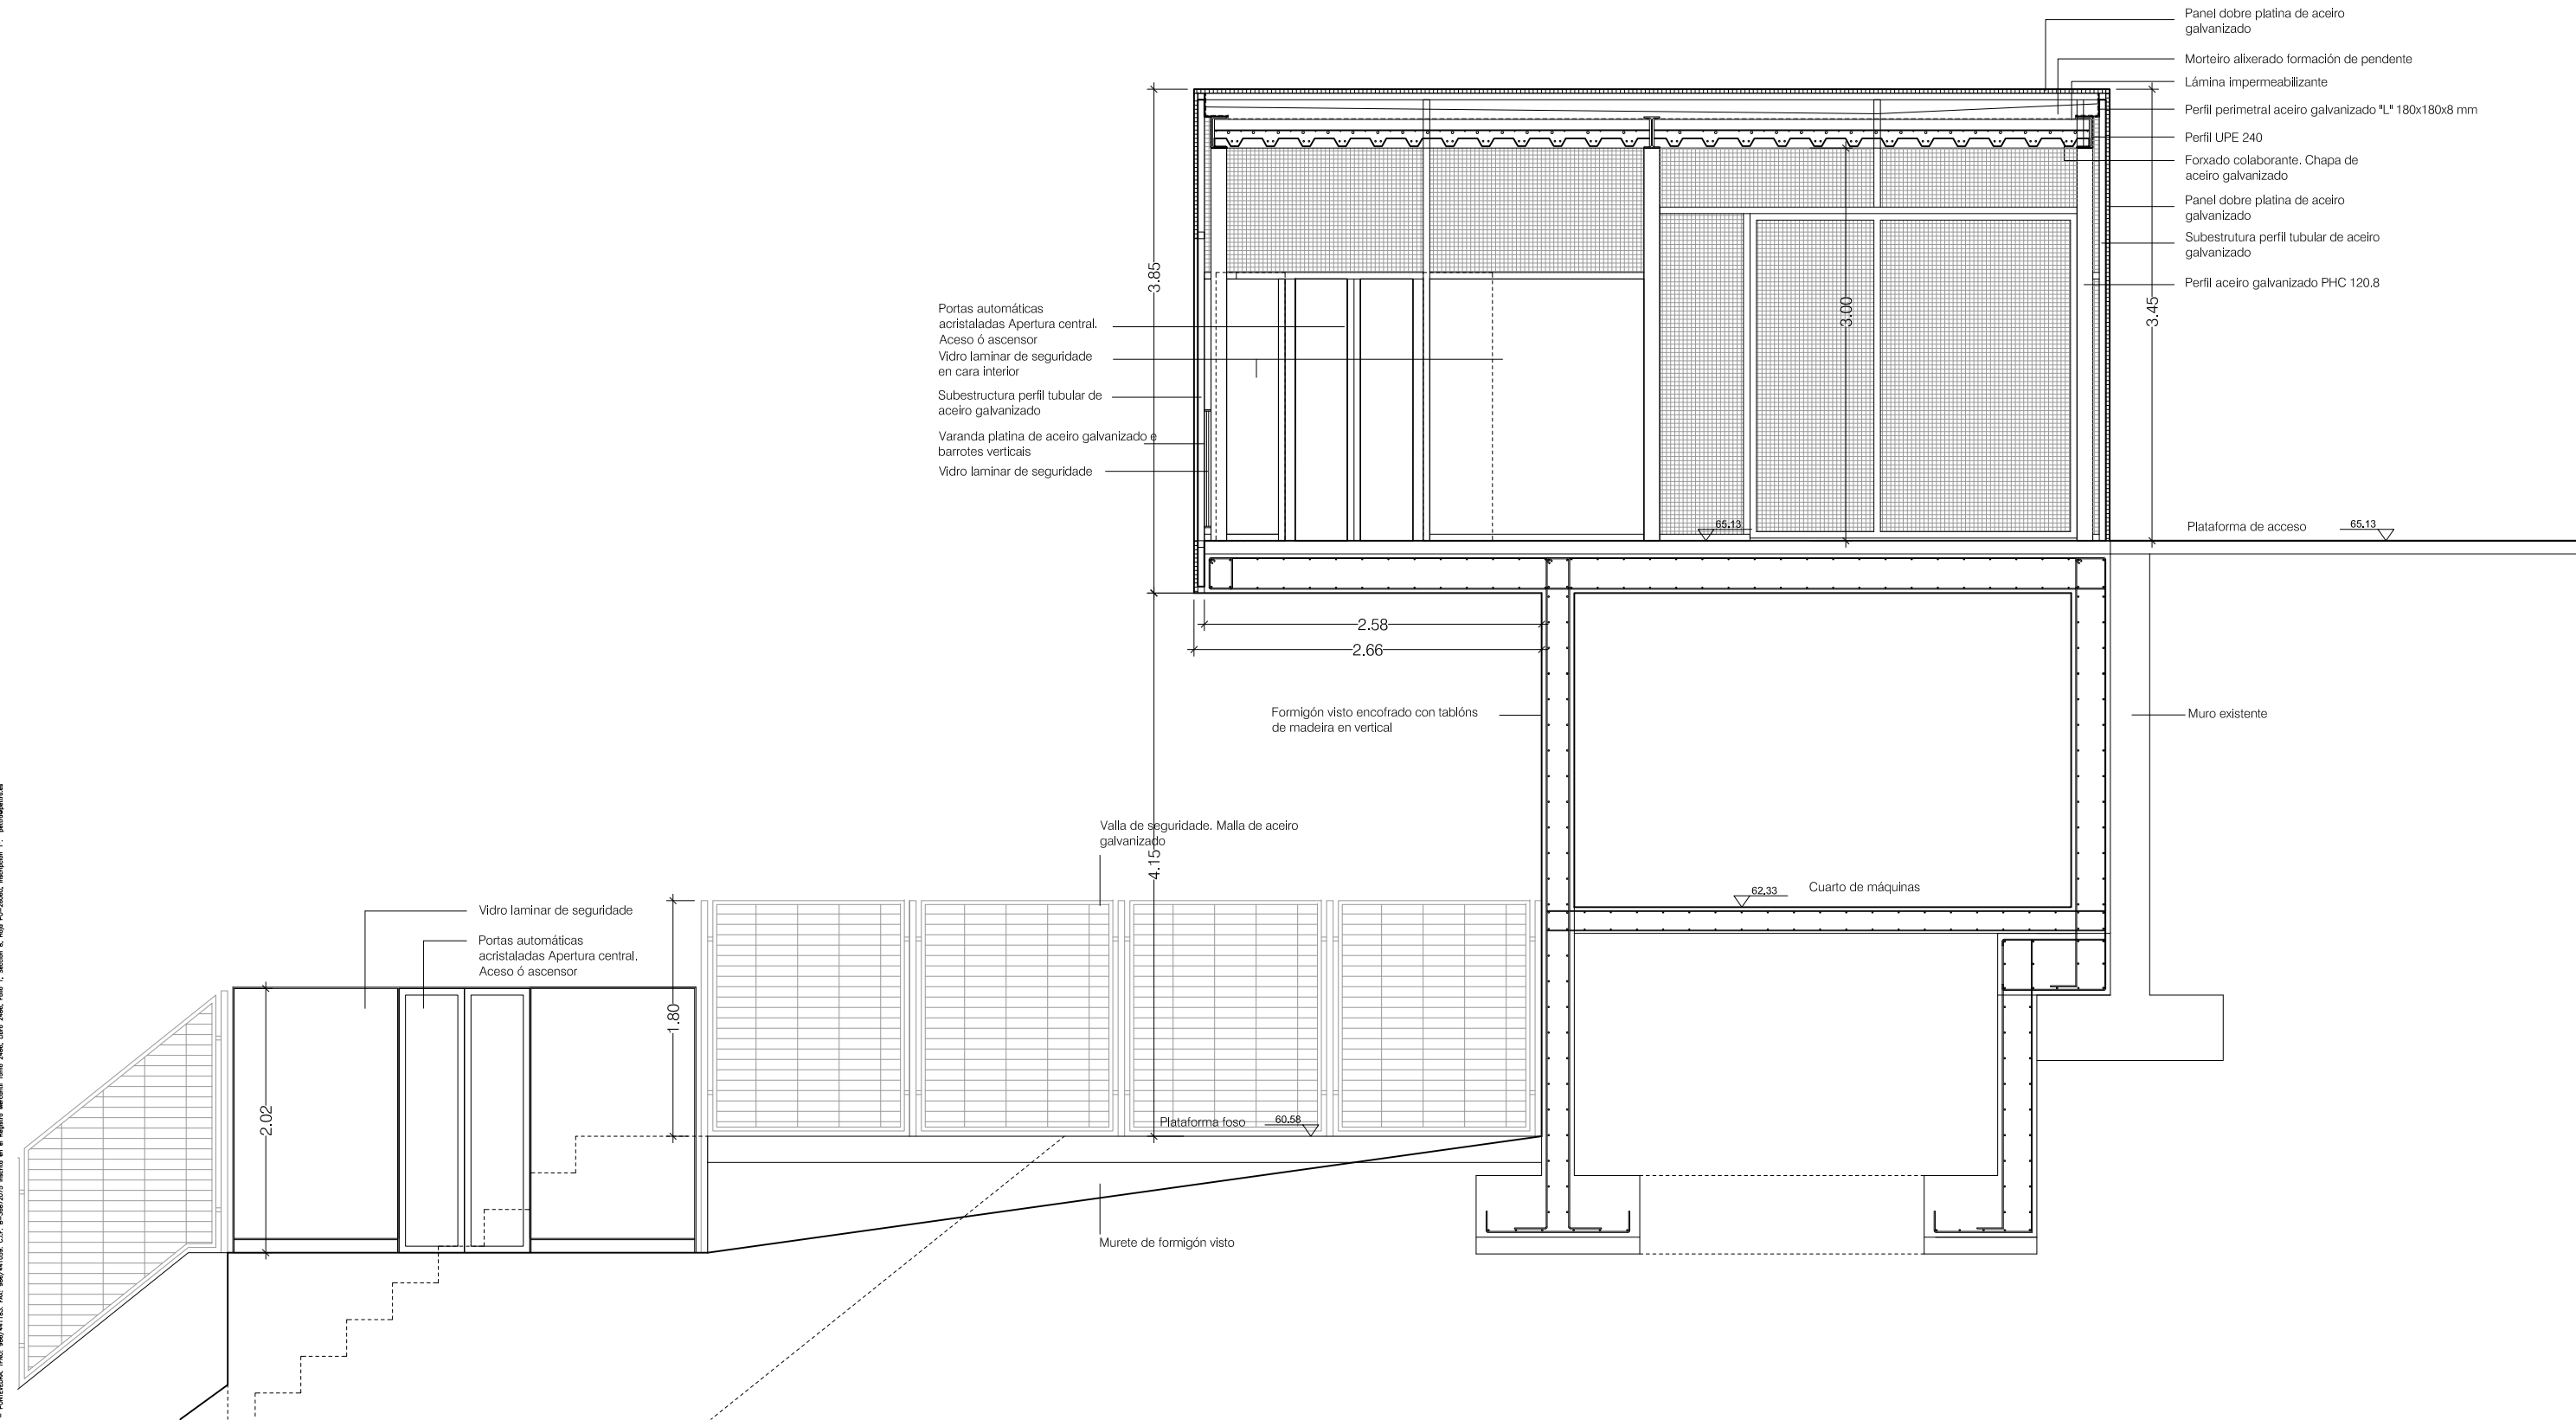 Panel dobre platina de aceiro
galvanizado
Morteiro alixerado formación de pendente
Lámina impermeabilizante
Perfil perimetral aceiro galvanizado "L" 180x180x8 mm
Perfil UPE 240
Forxado colaborante. Chapa de
aceiro galvanizado
Panel dobre platina de aceiro
galvanizado
Subestrutura perfil tubular de aceiro
galvanizado
Perfil aceiro galvanizado PHC 120.8
3.85
3.00
3.45
Portas automáticas
acristaladas Apertura central.
Aceso ó ascensor
Vidro laminar de seguridade
en cara interior
Subestructura perfil tubular de
aceiro galvanizado
Varanda platina de aceiro galvanizado e
barrotes verticais
Vidro laminar de seguridade
65.13
Plataforma de acceso
65.13
2.58
2.66
Formigón visto encofrado con tablóns
de madeira en vertical
Muro existente
Valla de seguridade. Malla de aceiro
galvanizado
4.15
62,33
Cuarto de máquinas
Vidro laminar de seguridade
Portas automáticas
acristaladas Apertura central.
Aceso ó ascensor
1.80
2.02
Plataforma foso
60.58
Murete de formigón visto